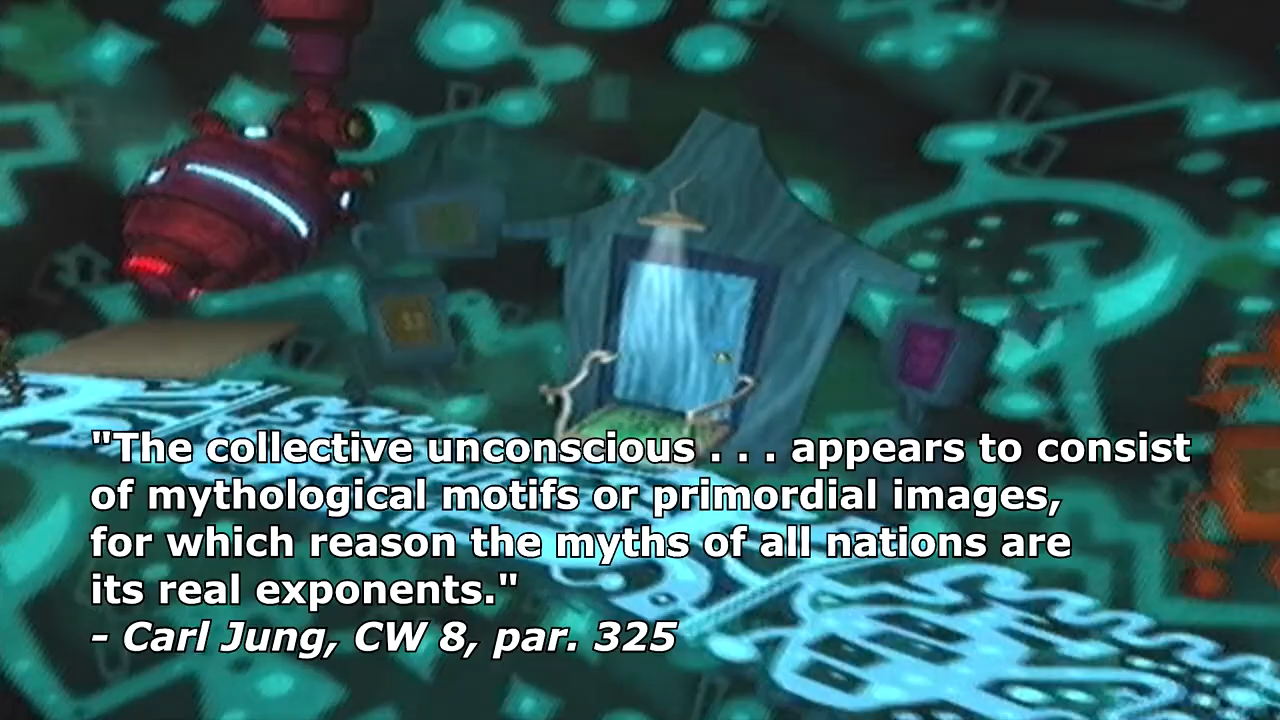 "The collective unconscious . . . appears to consist
of mythological motifs or primordial images,
for which reason the myths of all nations are
its real exponents."
- Carl Jung, CW 8, par. 325